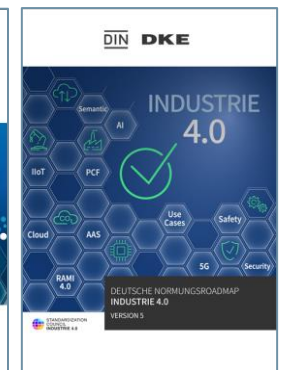 DIN DKE
INDUSTRIE
4.0
Semantic
AI
IIoT
PCF
Use
Cases
Safety
Cloud
AAS
5G
Security
RAMI
4.0
DEUTSCHE NORMUNGSROADMAP
INDUSTRIE 4.0
VERSION 5
STANDARDIZATION
COUNCIL
INDUSTRIE 4.0